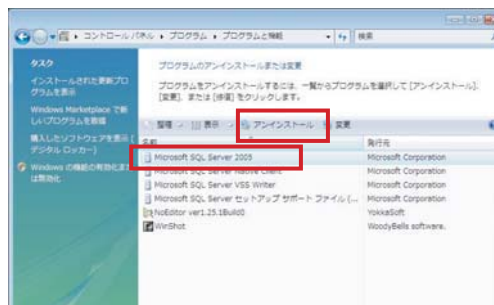 コントロール パネル ▸ プログラム ▸ プログラムと機能
検索
タスク
インストールされた更新プログラムを表示
Windows Marketplace で新しいプログラムを取得
購入したソフトウェアを表示 (デジタル ロッカー)
Windows の機能の有効化または無効化
プログラムのアンインストールまたは変更
プログラムをアンインストールするには、一覧からプログラムを選択して [アンインストール]、
[変更]、または [修復] をクリックします。
整理 表示 アンインストール 変更
名前 発行元
Microsoft SQL Server 2005 Microsoft Corporation
Microsoft SQL Server Native Client Microsoft Corporation
Microsoft SQL Server VSS Writer Microsoft Corporation
Microsoft SQL Server セットアップ サポート ファイル (... Microsoft Corporation
NoEditor ver1.25.1Build0 YokkaSoft
WinShot WoodyBells software.